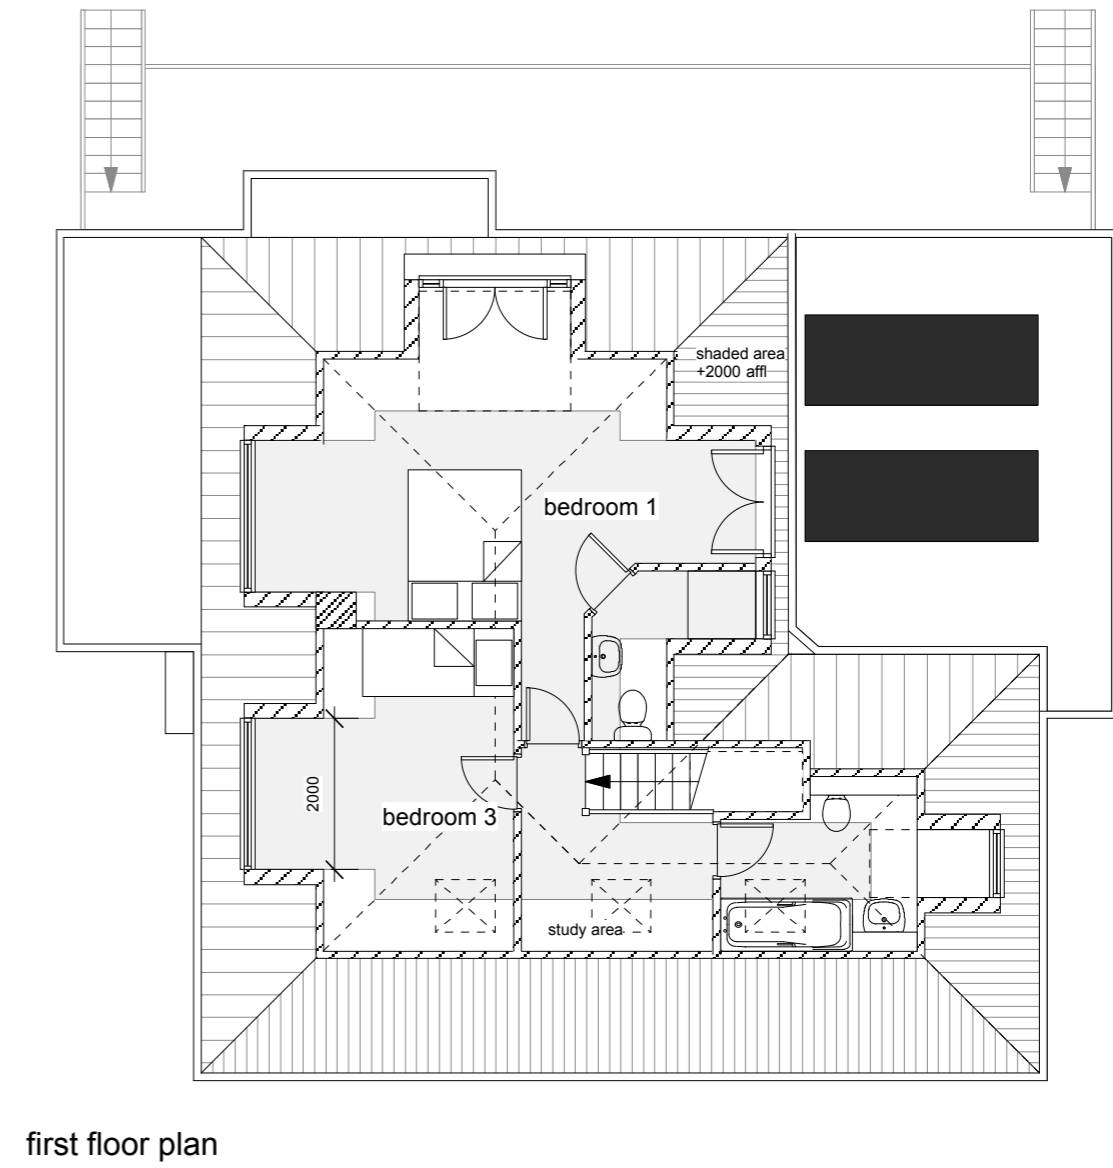 shaded area
+2000 affl
bedroom 1
2000
bedroom 3
study area
first floor plan